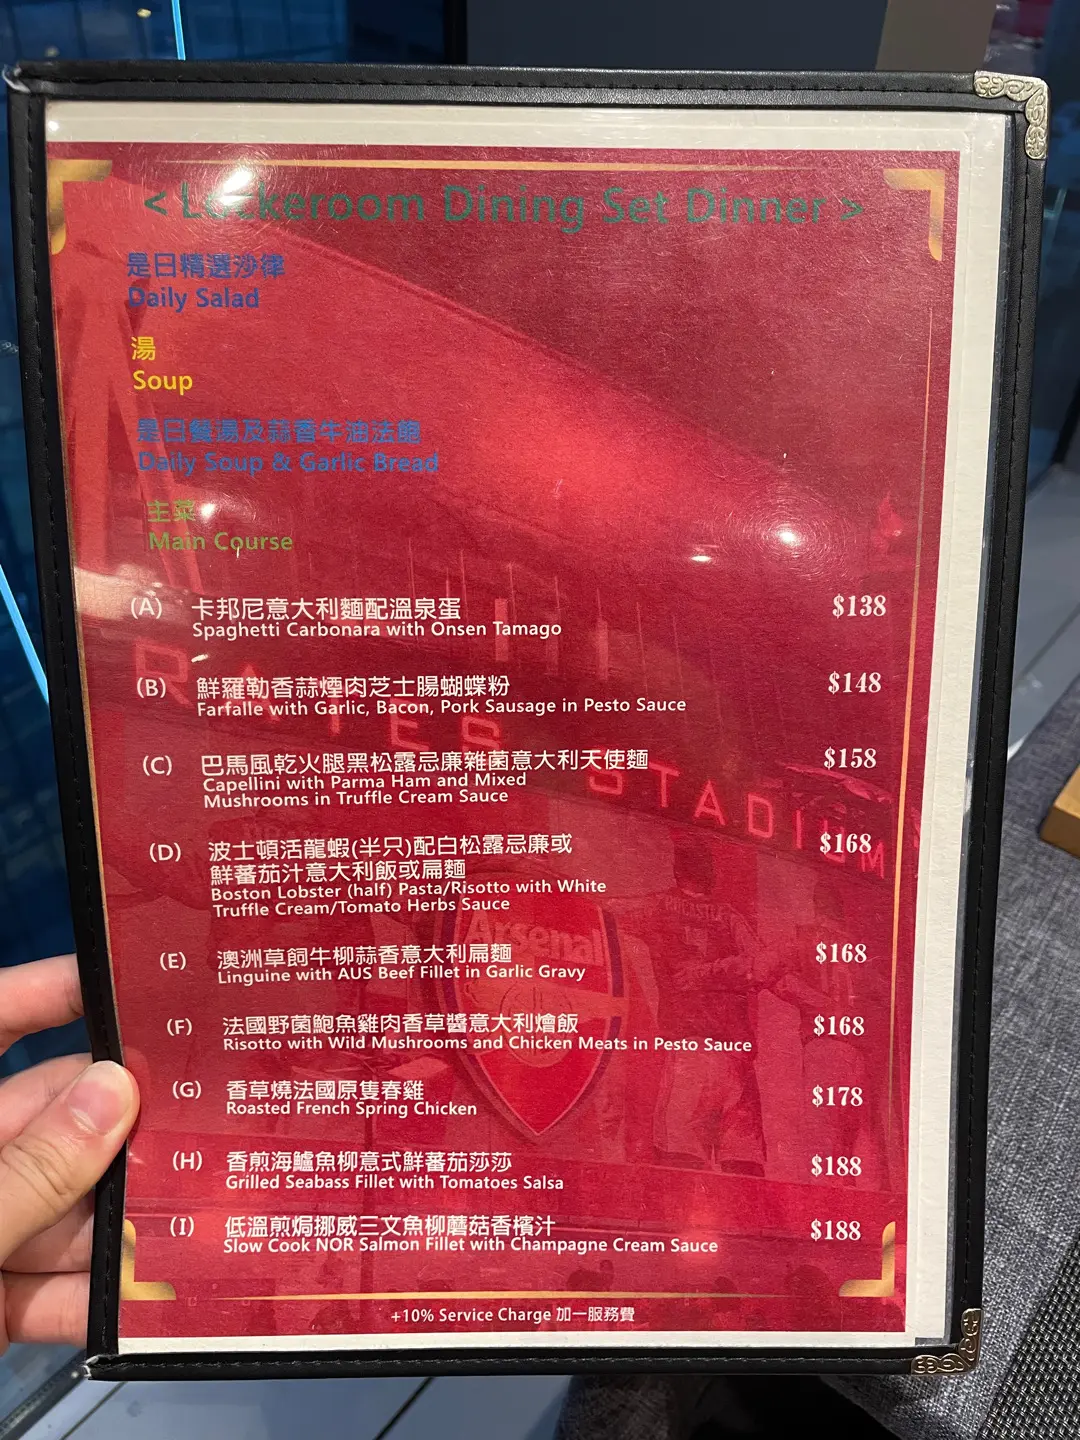 < Lockeroom Dining Set Dinner >
是日精選沙律
Daily Salad
湯
Soup
是日餐湯及蒜香牛油法飽
Daily Soup & Garlic Bread
主菜
Main Course
(A) 卡邦尼意大利麵配溫泉蛋 $138
Spaghetti Carbonara with Onsen Tamago
(B) 鮮羅勒香蒜煙肉芝士腸蝴蝶粉 $148
Farfalle with Garlic, Bacon, Pork Sausage in Pesto Sauce
(C) 巴馬風乾火腿黑松露忌廉雜菌意大利天使麵 $158
Capellini with Parma Ham and Mixed
Mushrooms in Truffle Cream Sauce
(D) 波士頓活龍蝦(半只)配白松露忌廉或 $168
鮮蕃茄汁意大利飯或扁麵
Boston Lobster (half) Pasta/Risotto with White
Truffle Cream/Tomato Herbs Sauce
(E) 澳洲草飼牛柳蒜香意大利扁麵 $168
Linguine with AUS Beef Fillet in Garlic Gravy
(F) 法國野菌鮑魚雞肉香草醬意大利燴飯 $168
Risotto with Wild Mushrooms and Chicken Meats in Pesto Sauce
(G) 香草燒法國原隻春雞 $178
Roasted French Spring Chicken
(H) 香煎海鱸魚柳意式鮮蕃茄莎莎 $188
Grilled Seabass Fillet with Tomatoes Salsa
(I) 低溫煎焗挪威三文魚柳蘑菇香檳汁 $188
Slow Cook NOR Salmon Fillet with Champagne Cream Sauce
+10% Service Charge 加一服務費
STADIUM
Arsenal